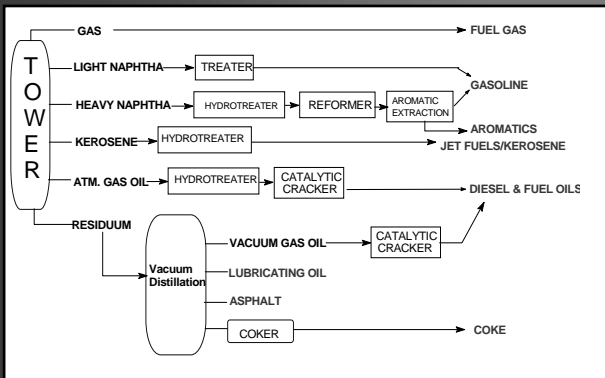 GAS
FUEL GAS
TOWER
LIGHT NAPHTHA
TREATER
GASOLINE
HEAVY NAPHTHA
HYDROTREATER
REFORMER
AROMATIC
EXTRACTION
AROMATICS
KEROSENE
HYDROTREATER
JET FUELS/KEROSENE
ATM. GAS OIL
HYDROTREATER
CATALYTIC
CRACKER
DIESEL & FUEL OILS
RESIDUUM
Vacuum
Distillation
VACUUM GAS OIL
CATALYTIC
CRACKER
LUBRICATING OIL
ASPHALT
COKER
COKE